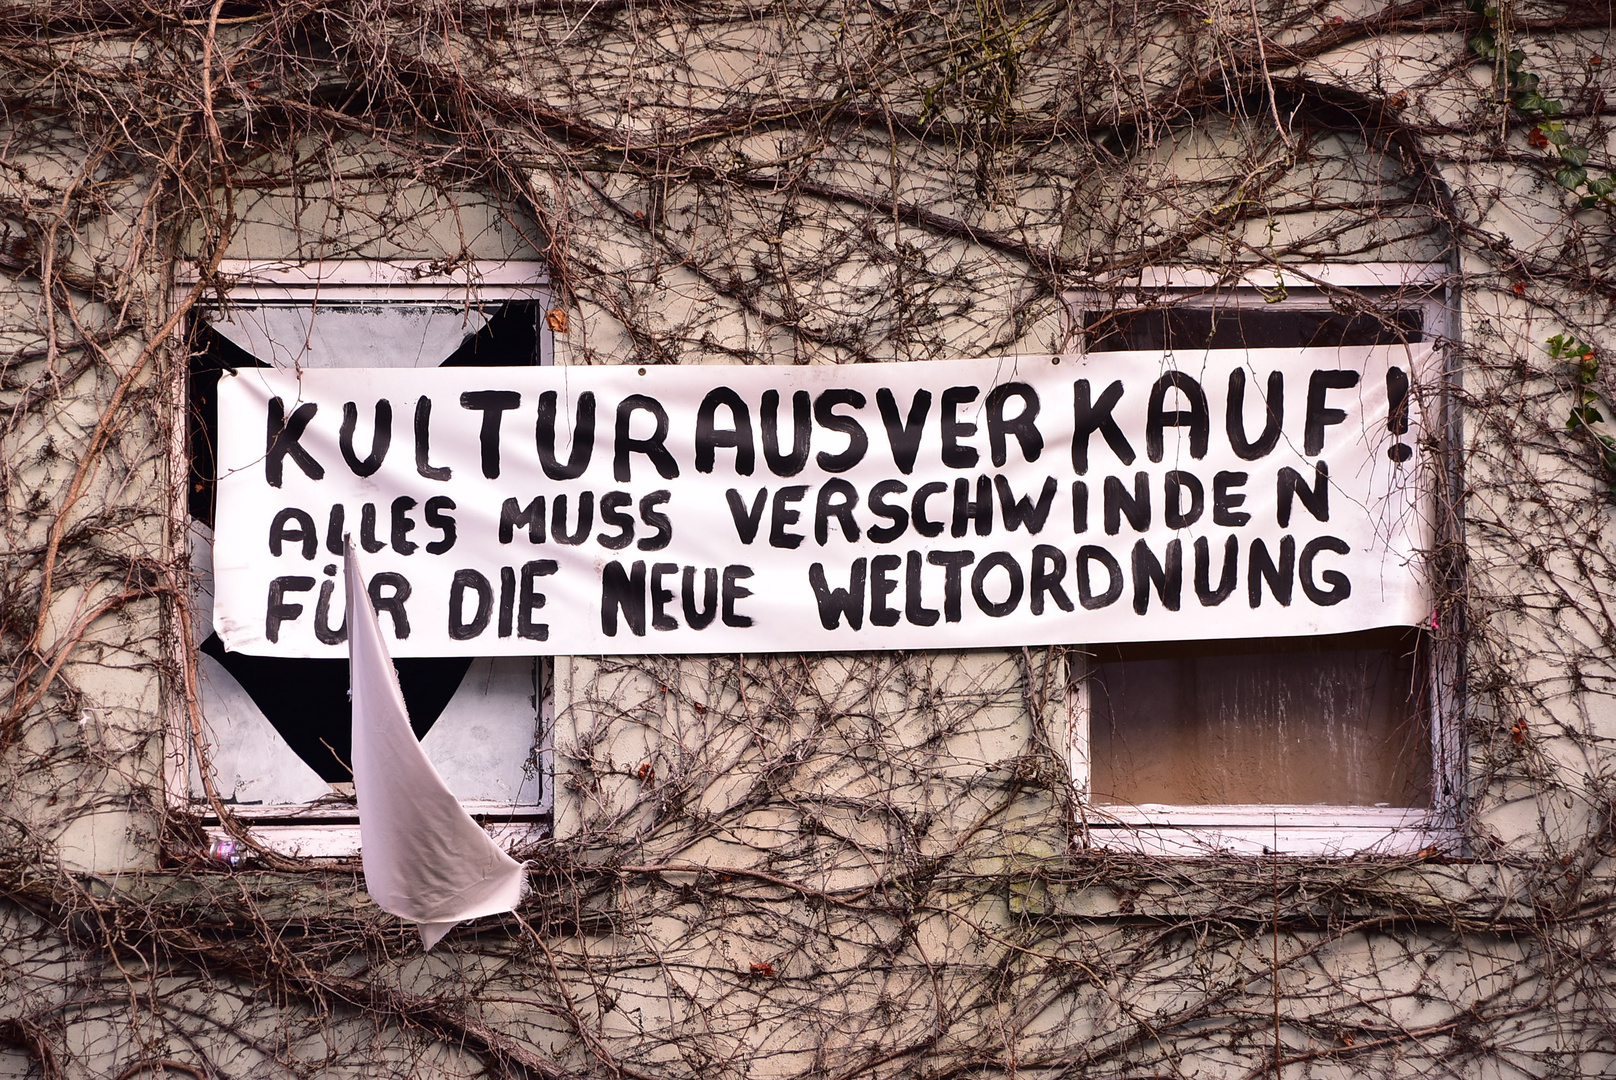 KULTURAUSVERKAUF!
ALLES MUSS VERSCHWINDEN
FÜR DIE NEUE WELTORDNUNG